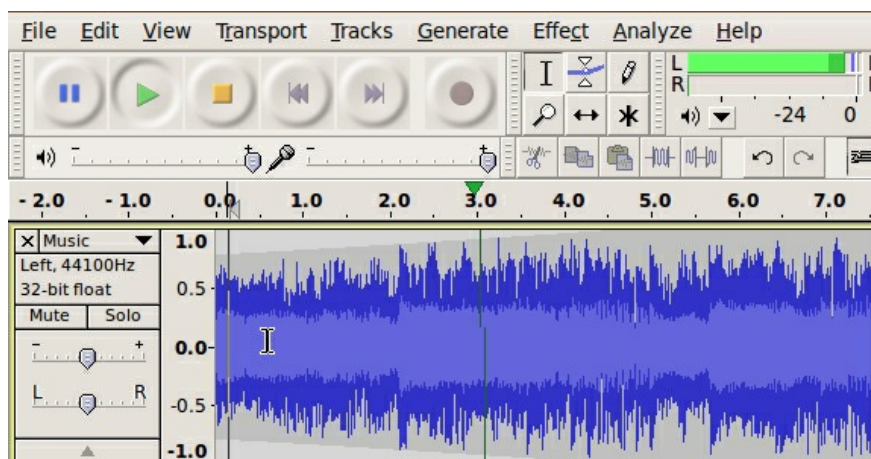 File Edit View Transport Tracks Generate Effect Analyze Help
L
R
-24 0
- +
- +
- 2.0 - 1.0 0.0 1.0 2.0 3.0 4.0 5.0 6.0 7.0
Music
Left, 44100Hz
32-bit float
Mute Solo
- +
L R
1.0
0.5
0.0
-0.5
-1.0